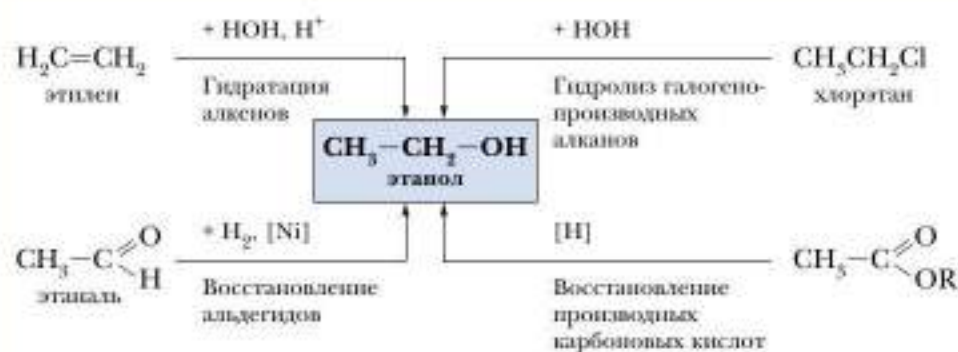 + HOH, H⁺
H₂C=CH₂
этилен
Гидратация
алкенов
+ HOH
CH₃CH₂Cl
хлорэтан
Гидролиз галогено-
производных
алканов
CH₃–CH₂–OH
этанол
+ H₂, [Ni]
O
CH₃–C
H
этаналь
Восстановление
альдегидов
[H]
O
CH₃–C
OR
Восстановление
производных
карбоновых кислот